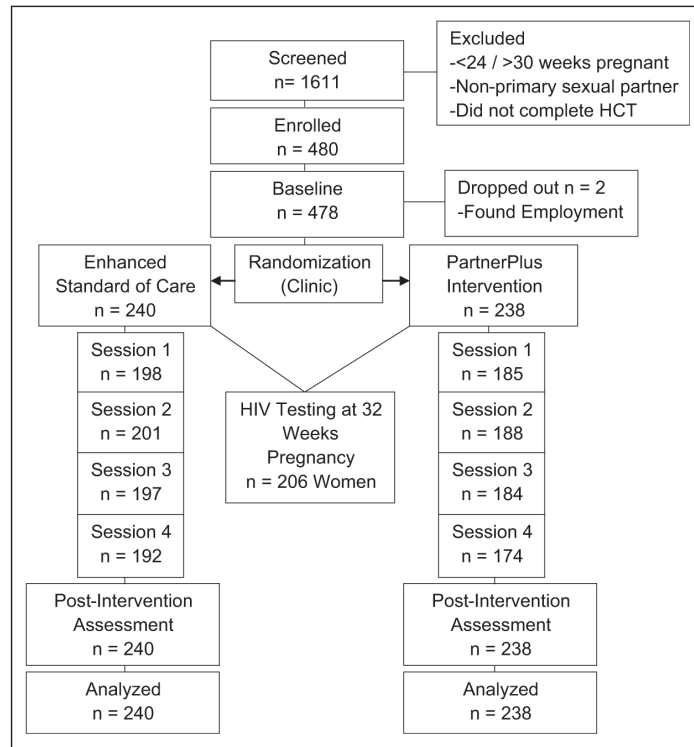 Screened
n= 1611
Excluded
-<24 / >30 weeks pregnant
-Non-primary sexual partner
-Did not complete HCT
Enrolled
n = 480
Baseline
n = 478
Dropped out n = 2
-Found Employment
Enhanced
Standard of Care
n = 240
Randomization
(Clinic)
PartnerPlus
Intervention
n = 238
Session 1
n = 198
Session 2
n = 201
Session 3
n = 197
Session 4
n = 192
HIV Testing at 32
Weeks
Pregnancy
n = 206 Women
Session 1
n = 185
Session 2
n = 188
Session 3
n = 184
Session 4
n = 174
Post-Intervention
Assessment
n = 240
Post-Intervention
Assessment
n = 238
Analyzed
n = 240
Analyzed
n = 238